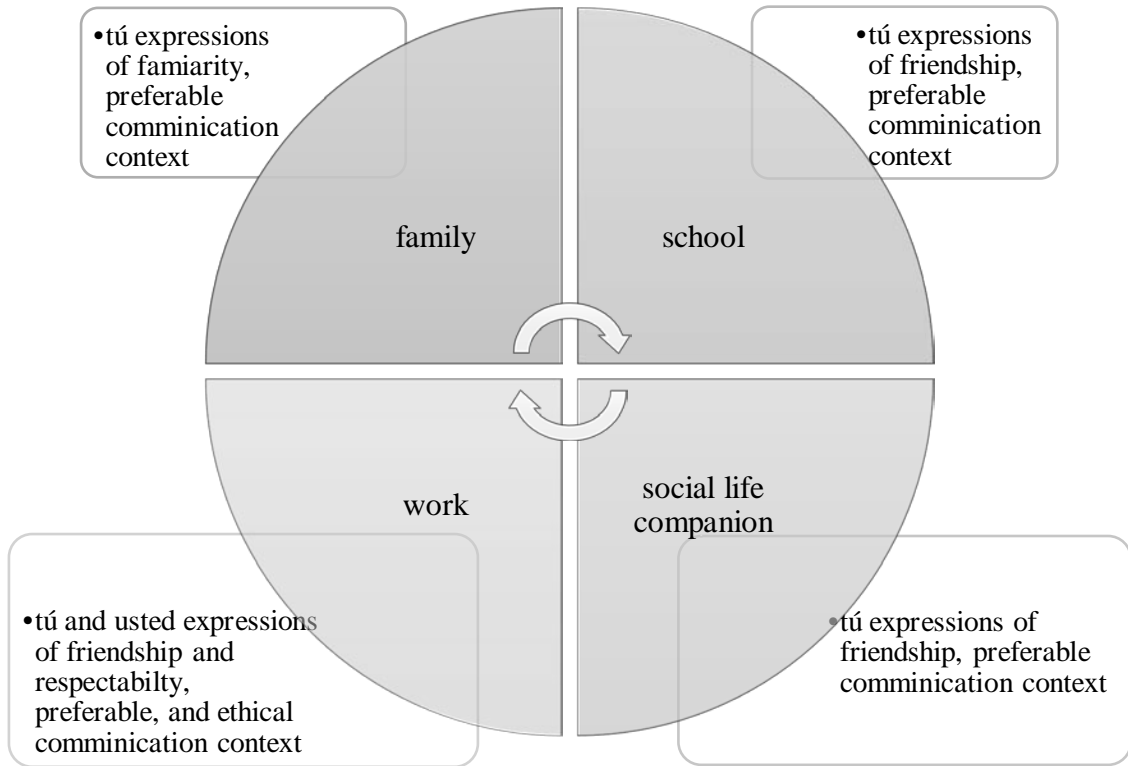 •tú expressions
of famiarity,
preferable
comminication
context
•tú expressions
of friendship,
preferable
comminication
context
family
school
work
social life
companion
•tú and usted expressions
of friendship and
respectabilty,
preferable, and ethical
comminication context
•tú expressions of
friendship, preferable
comminication context